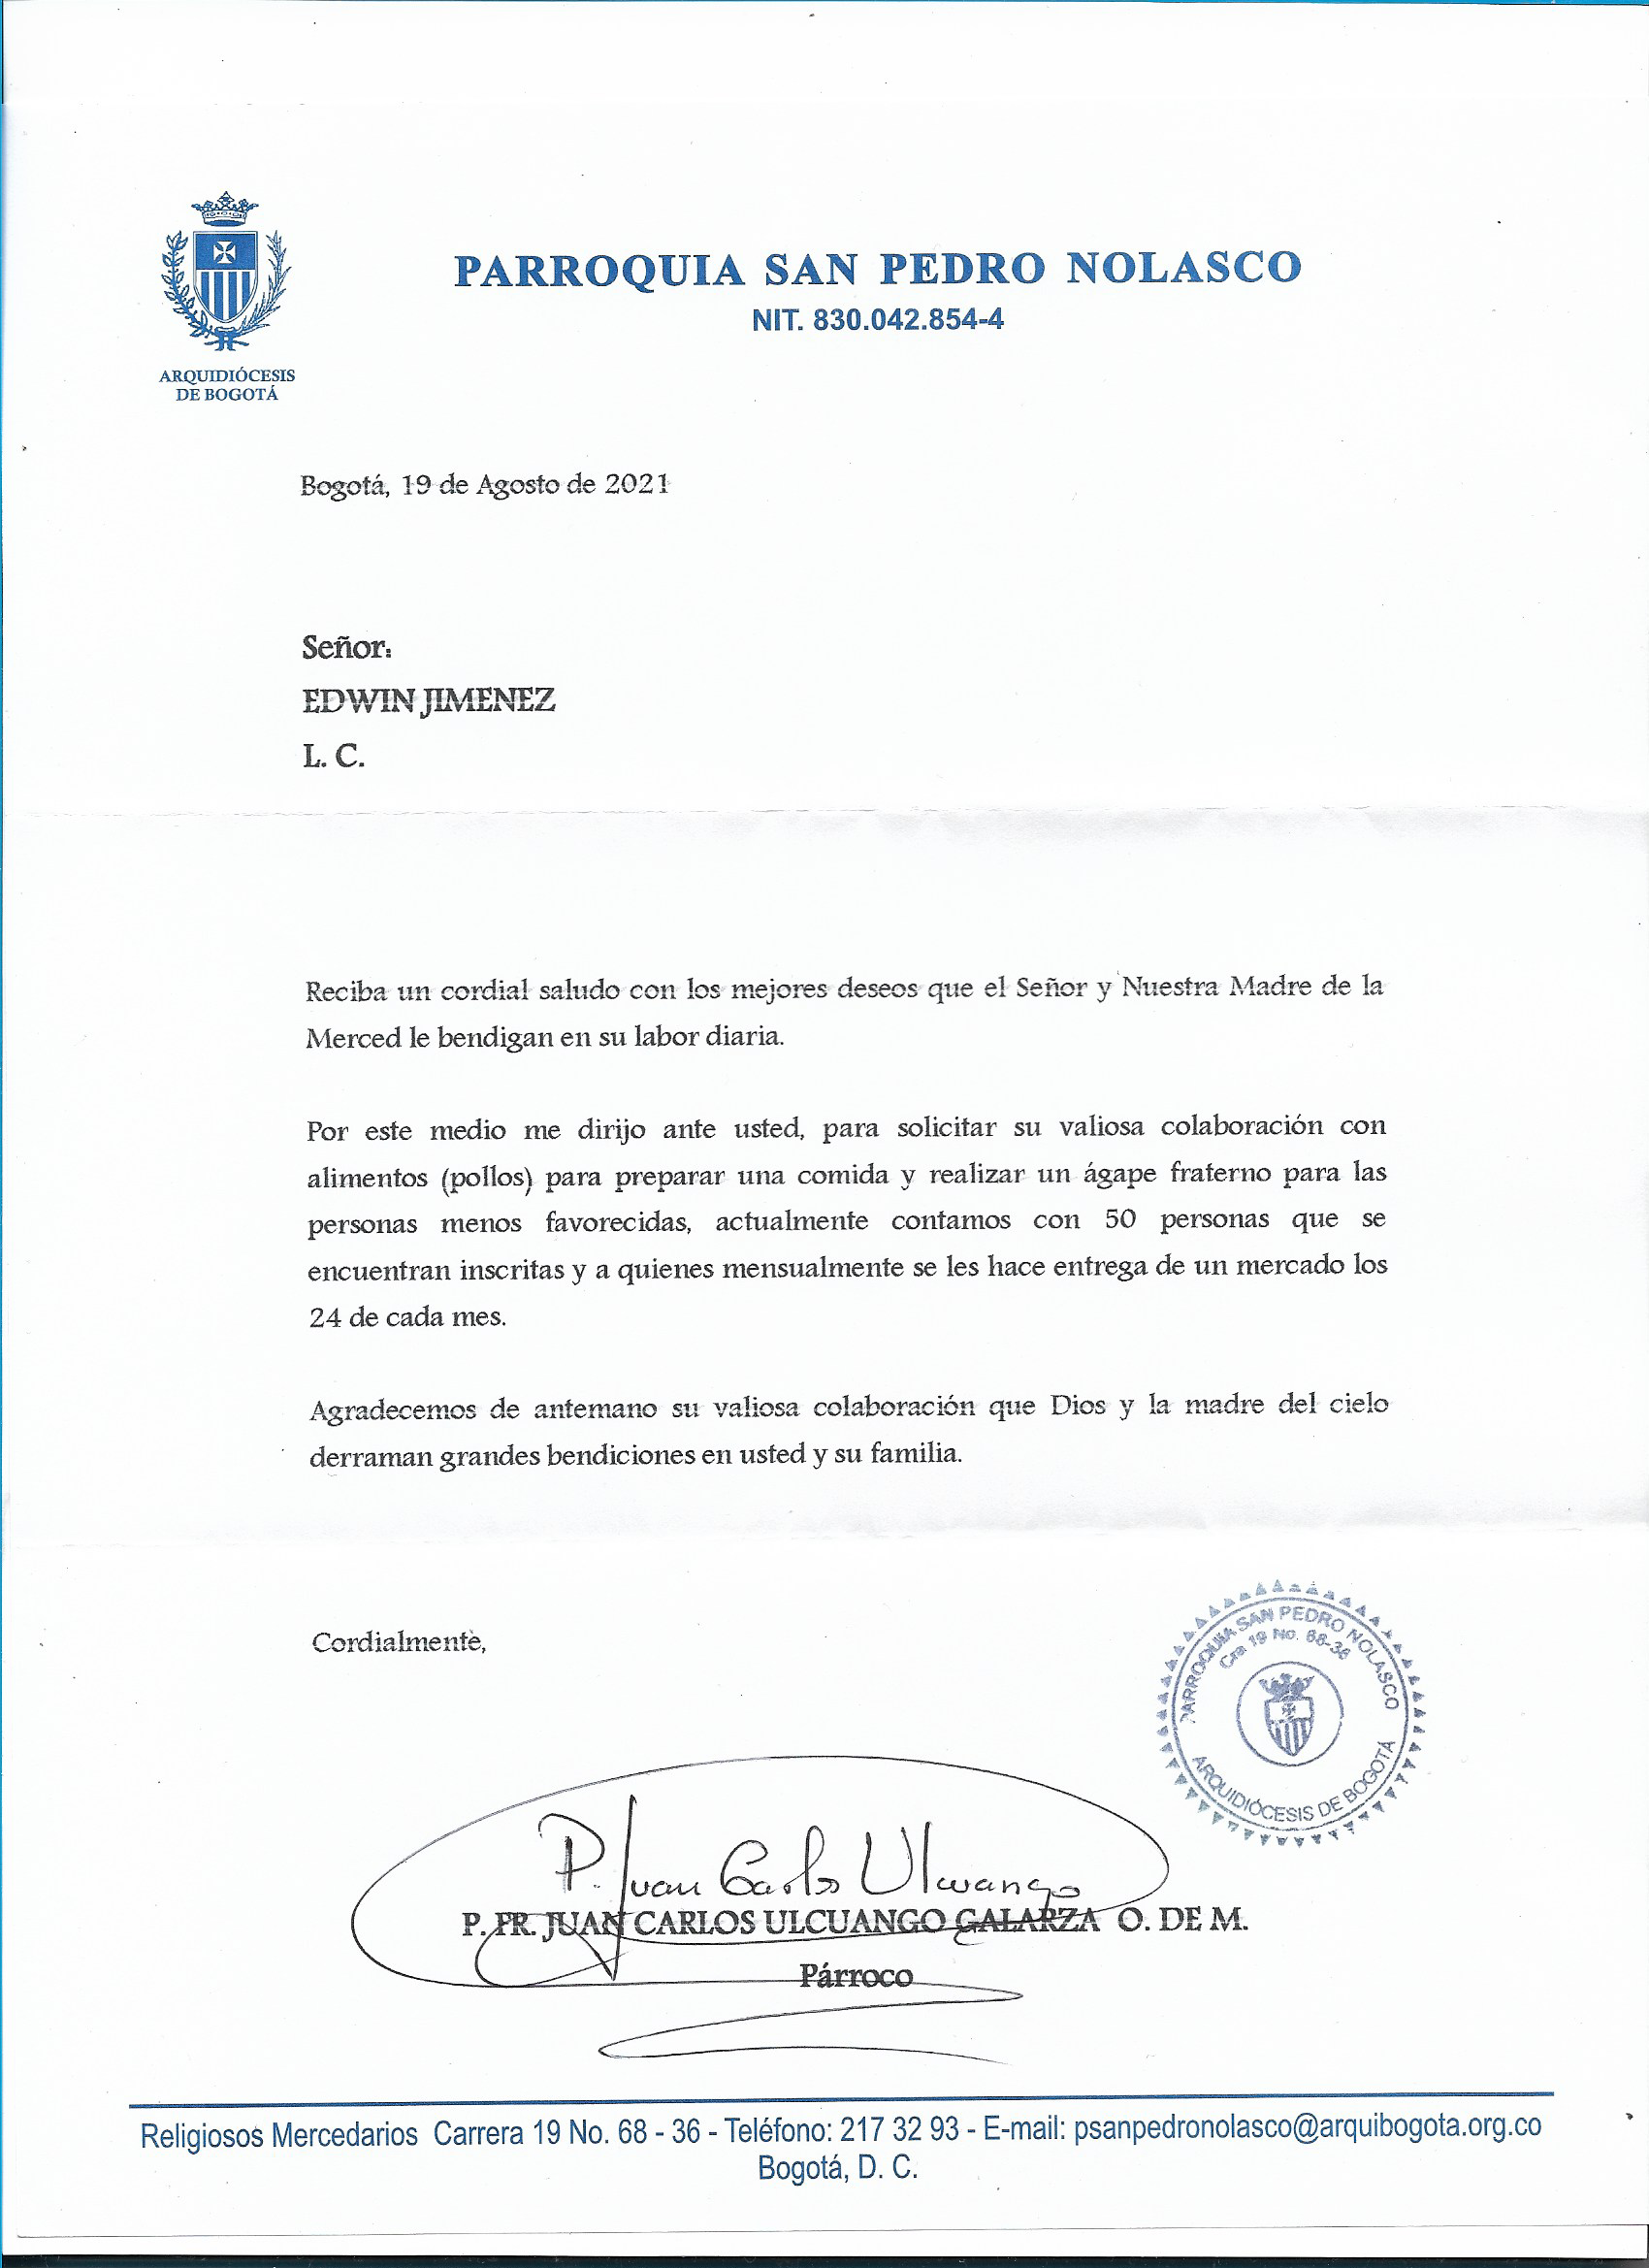 PARROQUIA SAN PEDRO NOLASCO
NIT. 830.042.854-4
ARQUIDIÓCESIS
DE BOGOTÁ
Bogotá, 19 de Agosto de 2021
Señor:
EDWIN JIMENEZ
L. C.
Reciba un cordial saludo con los mejores deseos que el Señor y Nuestra Madre de la
Merced le bendigan en su labor diaria.
Por este medio me dirijo ante usted, para solicitar su valiosa colaboración con
alimentos (pollos) para preparar una comida y realizar un ágape fraterno para las
personas menos favorecidas, actualmente contamos con 50 personas que se
encuentran inscritas y a quienes mensualmente se les hace entrega de un mercado los
24 de cada mes.
Agradecemos de antemano su valiosa colaboración que Dios y la madre del cielo
derraman grandes bendiciones en usted y su familia.
Cordialmente,
PARROQUIA SAN PEDRO NOLASCO
Cra 19 No. 68-36
ARQUIDIÓCESIS DE BOGOTÁ
P. Juan Carlos Ulcuango
P. FR. JUAN CARLOS ULCUANGO GALARZA O. DE M.
Párroco
Religiosos Mercedarios Carrera 19 No. 68 - 36 - Teléfono: 217 32 93 - E-mail: psanpedronolasco@arquibogota.org.co
Bogotá, D. C.